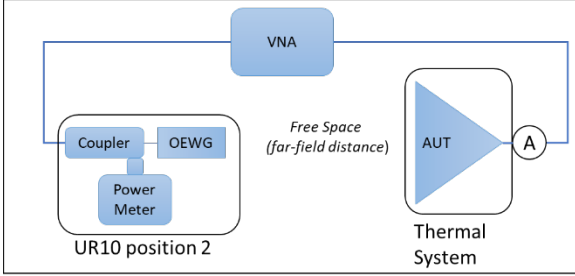 VNA
Coupler
OEWG
Power
Meter
UR10 position 2
Free Space
(far-field distance)
AUT
A
Thermal
System